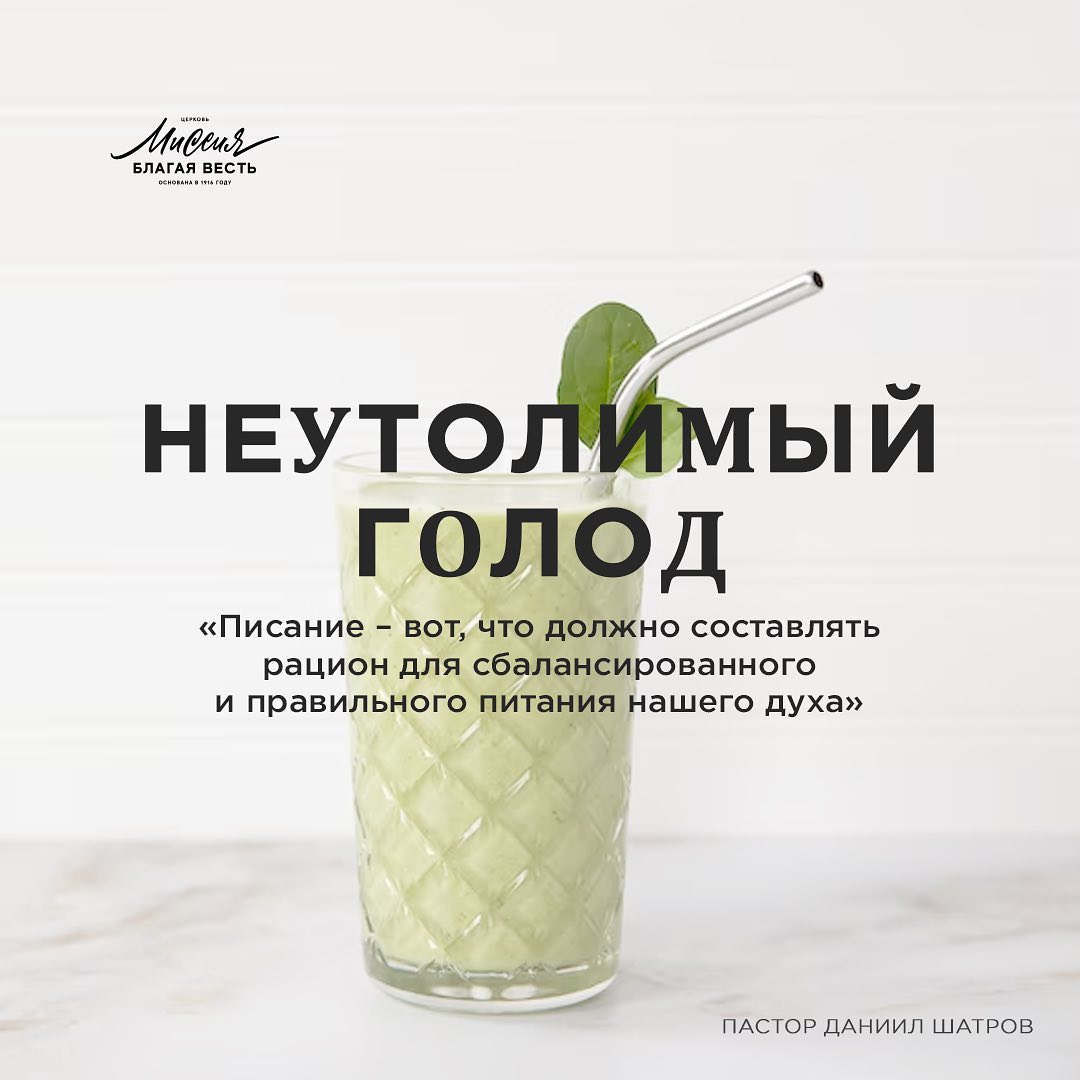 ЦЕРКОВЬ
Миссия
БЛАГАЯ ВЕСТЬ
ОСНОВАНА В 1916 ГОДУ
НЕУТОЛИМЫЙ
ГОЛОД
«Писание – вот, что должно составлять
рацион для сбалансированного
и правильного питания нашего духа»
ПАСТОР ДАНИИЛ ШАТРОВ